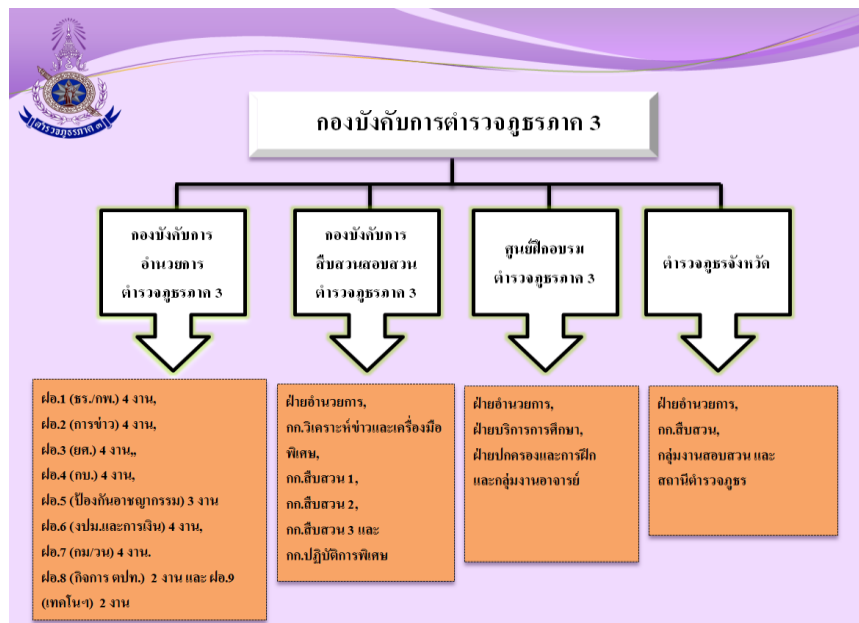 ตำรวจภูธรภาค ๓
กองบังคับการตำรวจภูธรภาค 3
กองบังคับการ
อำนวยการ
ตำรวจภูธรภาค 3
กองบังคับการ
สืบสวนสอบสวน
ตำรวจภูธรภาค 3
ศูนย์ฝึกอบรม
ตำรวจภูธรภาค 3
ตำรวจภูธรจังหวัด
ฝอ.1 (ธร./กพ.) 4 งาน,
ฝอ.2 (การข่าว) 4 งาน,
ฝอ.3 (ยศ.) 4 งาน,,
ฝอ.4 (กบ.) 4 งาน,
ฝอ.5 (ป้องกันอาชญากรรม) 3 งาน
ฝอ.6 (งปม.และการเงิน) 4 งาน,
ฝอ.7 (กม/วน) 4 งาน.
ฝอ.8 (กิจการ ตปท.) 2 งาน และ ฝอ.9
(เทคโนฯ) 2 งาน
ฝ่ายอำนวยการ,
กก.วิเคราะห์ข่าวและเครื่องมือ
พิเศษ,
กก.สืบสวน 1,
กก.สืบสวน 2,
กก.สืบสวน 3 และ
กก.ปฏิบัติการพิเศษ
ฝ่ายอำนวยการ,
ฝ่ายบริการการศึกษา,
ฝ่ายปกครองและการฝึก
และกลุ่มงานอาจารย์
ฝ่ายอำนวยการ,
กก.สืบสวน,
กลุ่มงานสอบสวน และ
สถานีตำรวจภูธร